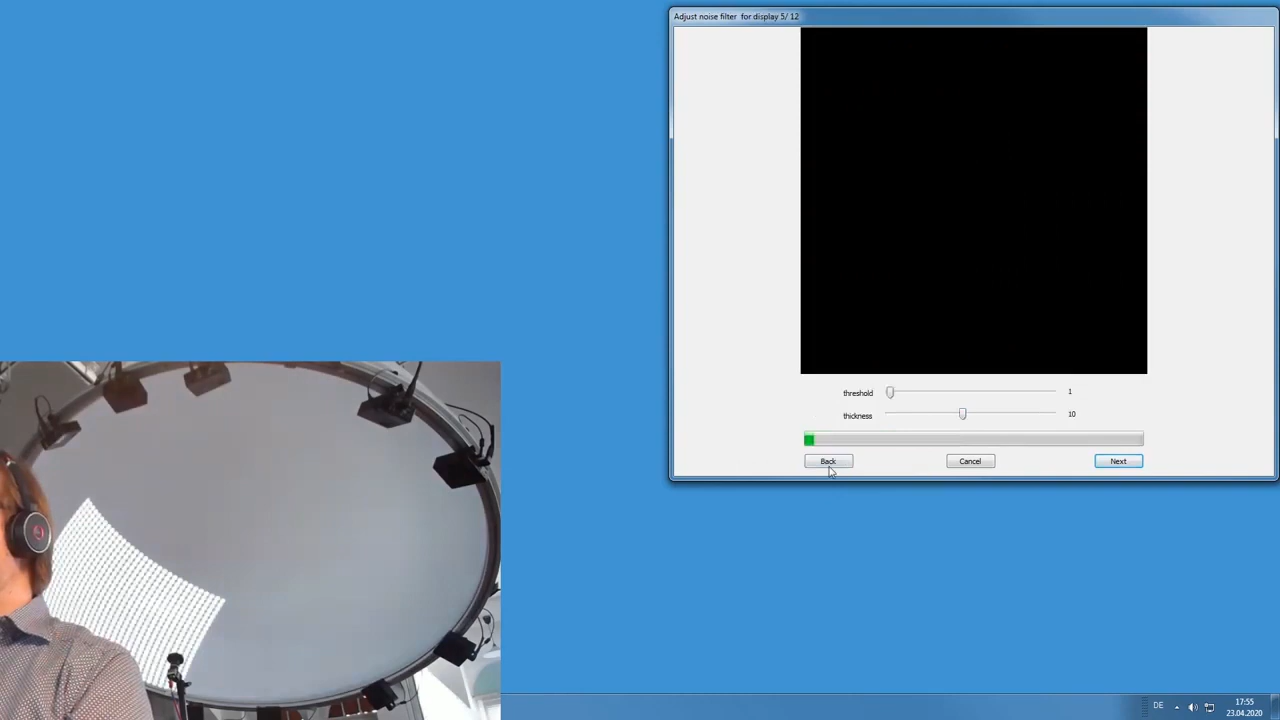 Adjust noise filter  for display 5/ 12
threshold 1
thickness 10
Back Cancel Next
DE 17:55
23.04.2020